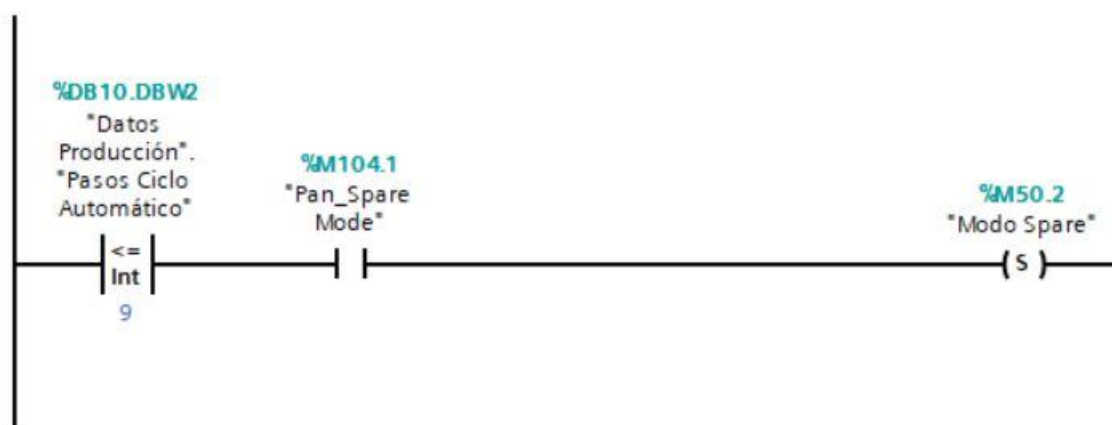 %DB10.DBW2
"Datos
Producción".
"Pasos Ciclo
Automático"
<=
Int
9
%M104.1
"Pan_Spare
Mode"
%M50.2
"Modo Spare"
( S )